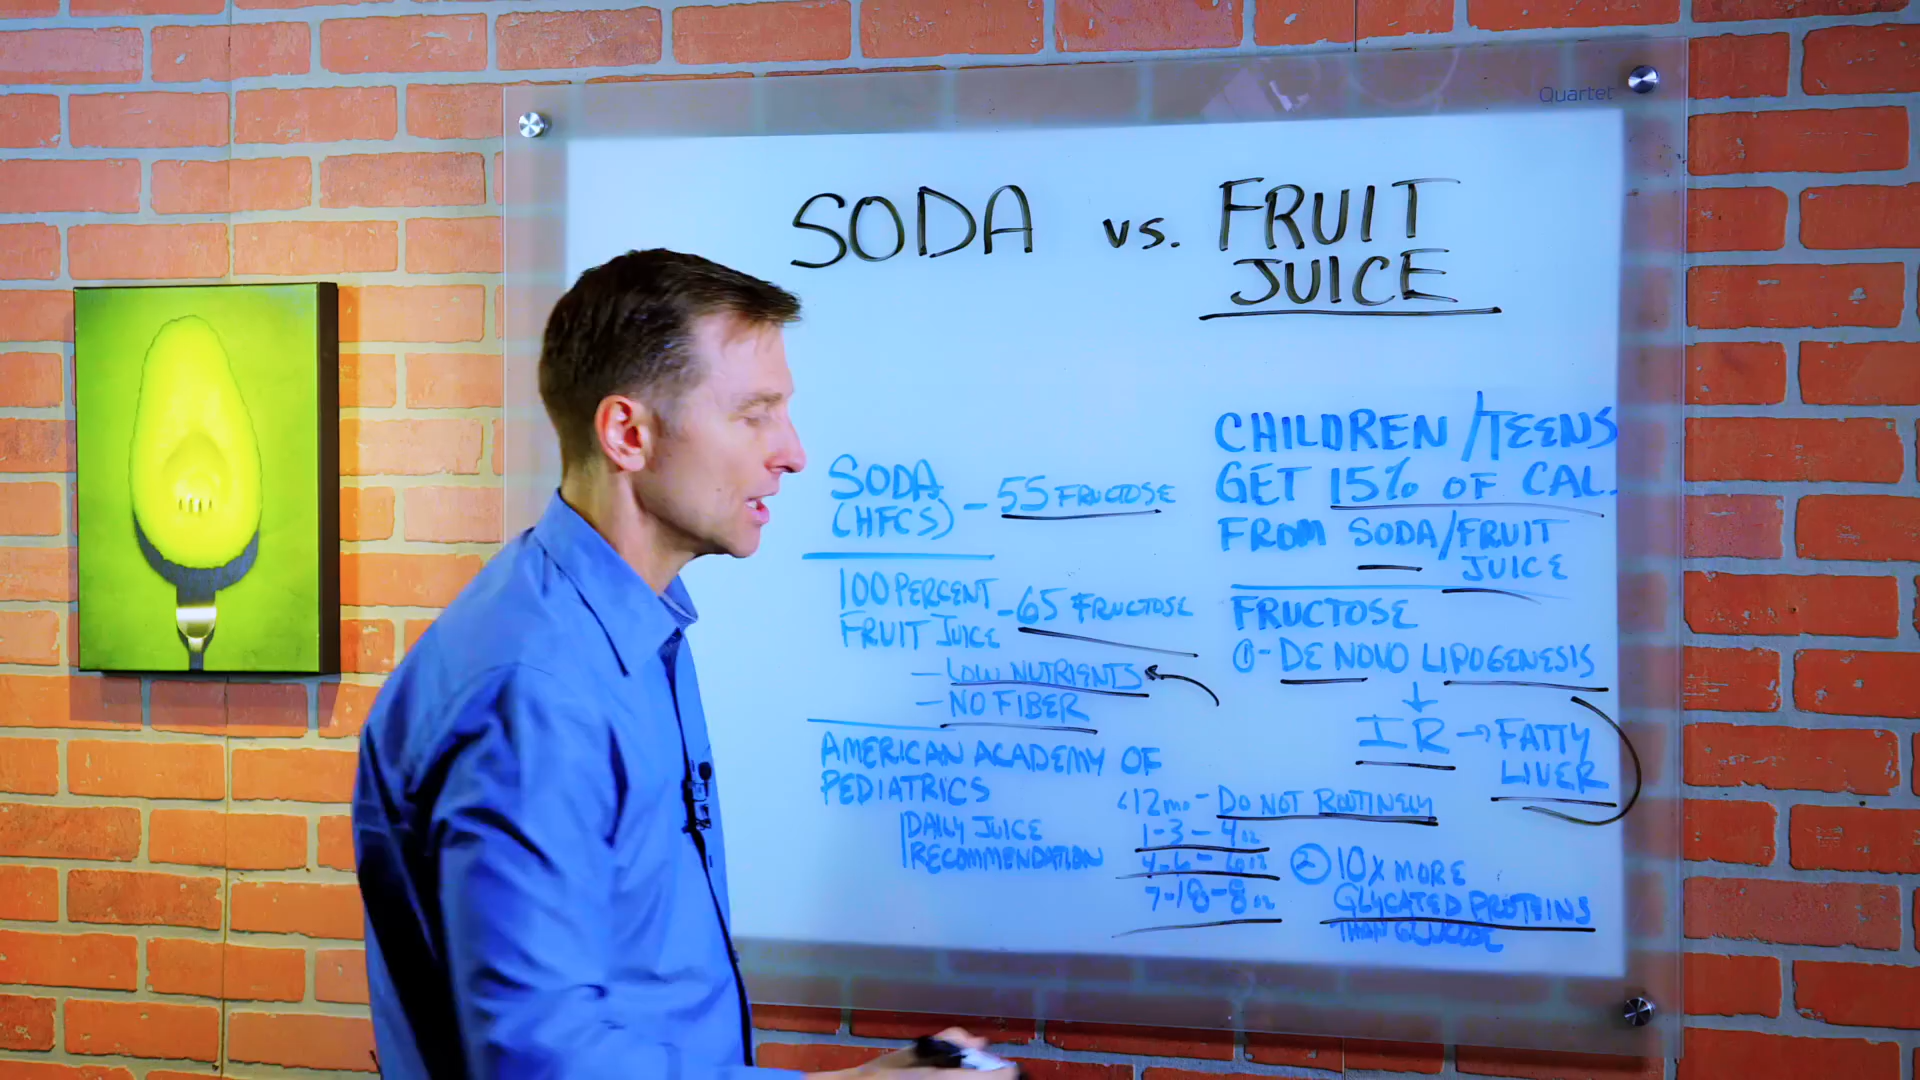 Quartet
SODA vs. FRUIT
JUICE
SODA
(HFCS) - 55 FRUCTOSE
100 PERCENT
FRUIT JUICE - 65 FRUCTOSE
- LOW NUTRIENTS
- NO FIBER
AMERICAN ACADEMY OF
PEDIATRICS
DAILY JUICE
RECOMMENDATION
<12mo - DO NOT ROUTINELY
1-3 - 4oz
4-6 - 6oz
7-18 - 8oz
CHILDREN/TEENS
GET 15% OF CAL.
FROM SODA/FRUIT
JUICE
FRUCTOSE
① - DE NOVO LIPOGENESIS
↓
IR → FATTY
LIVER
② 10X MORE
GLYCATED PROTEINS
THAN GLUCOSE